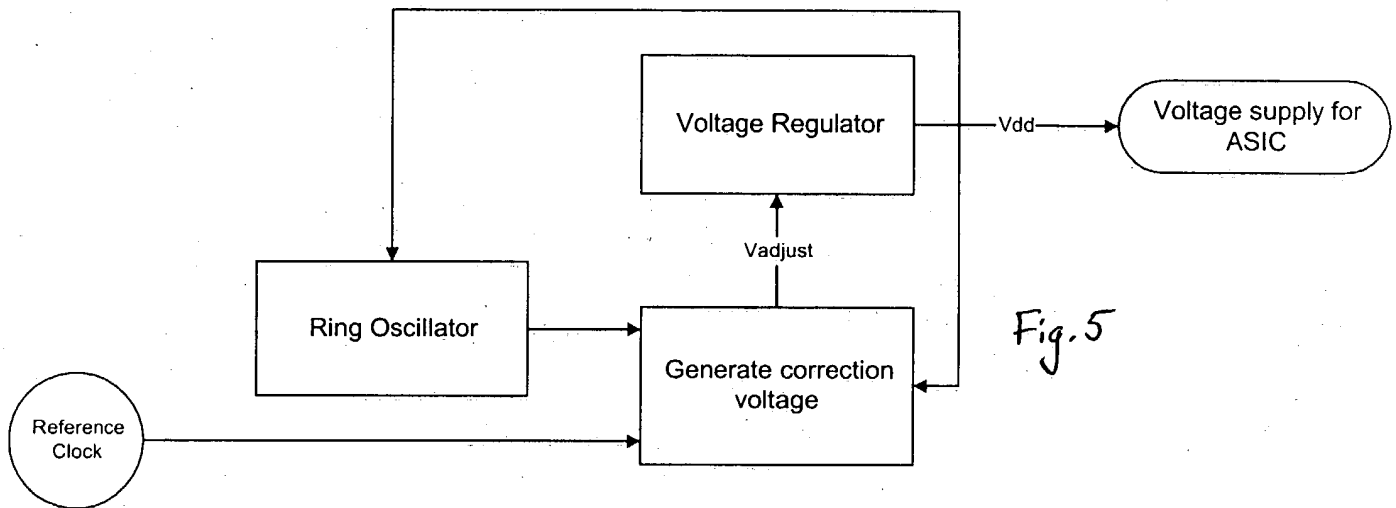 Voltage Regulator
Vdd
Voltage supply for
ASIC
Vadjust
Ring Oscillator
Generate correction
voltage
Fig. 5
Reference
Clock